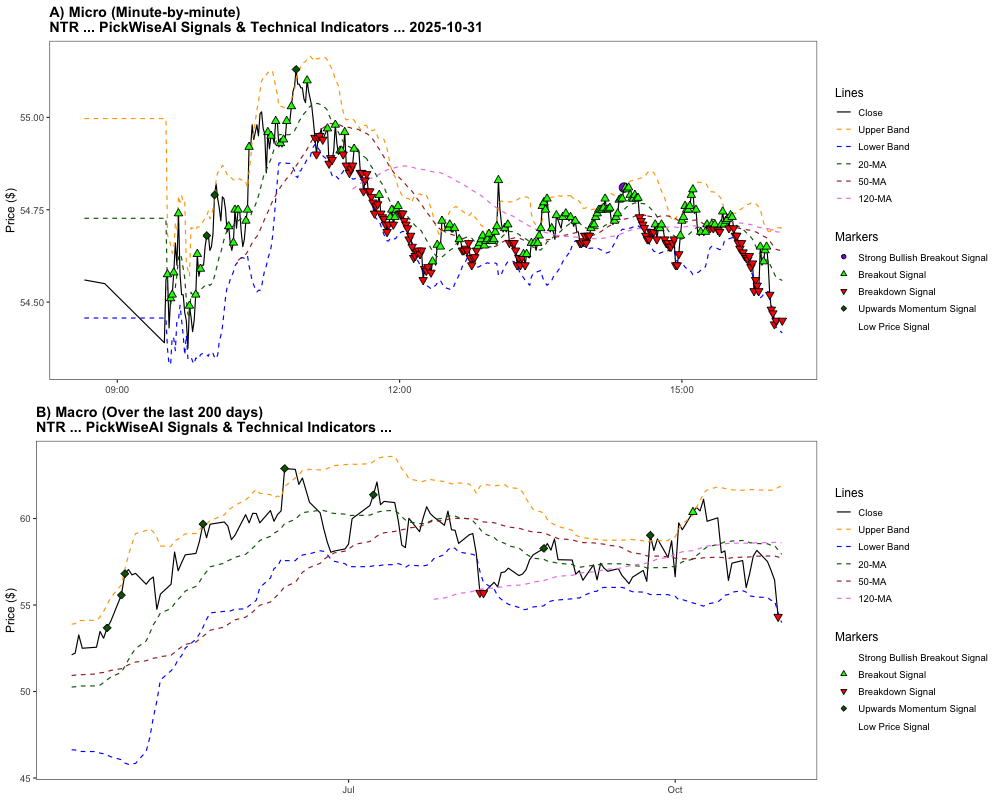 A) Micro (Minute-by-minute)
NTR ... PickWiseAI Signals & Technical Indicators ... 2025-10-31
Price ($)
55.00
54.75
54.50
09:00
12:00
15:00
Lines
Close
Upper Band
Lower Band
20-MA
50-MA
120-MA
Markers
Strong Bullish Breakout Signal
Breakout Signal
Breakdown Signal
Upwards Momentum Signal
Low Price Signal
B) Macro (Over the last 200 days)
NTR ... PickWiseAI Signals & Technical Indicators ...
Price ($)
60
55
50
45
Jul
Oct
Lines
Close
Upper Band
Lower Band
20-MA
50-MA
120-MA
Markers
Strong Bullish Breakout Signal
Breakout Signal
Breakdown Signal
Upwards Momentum Signal
Low Price Signal